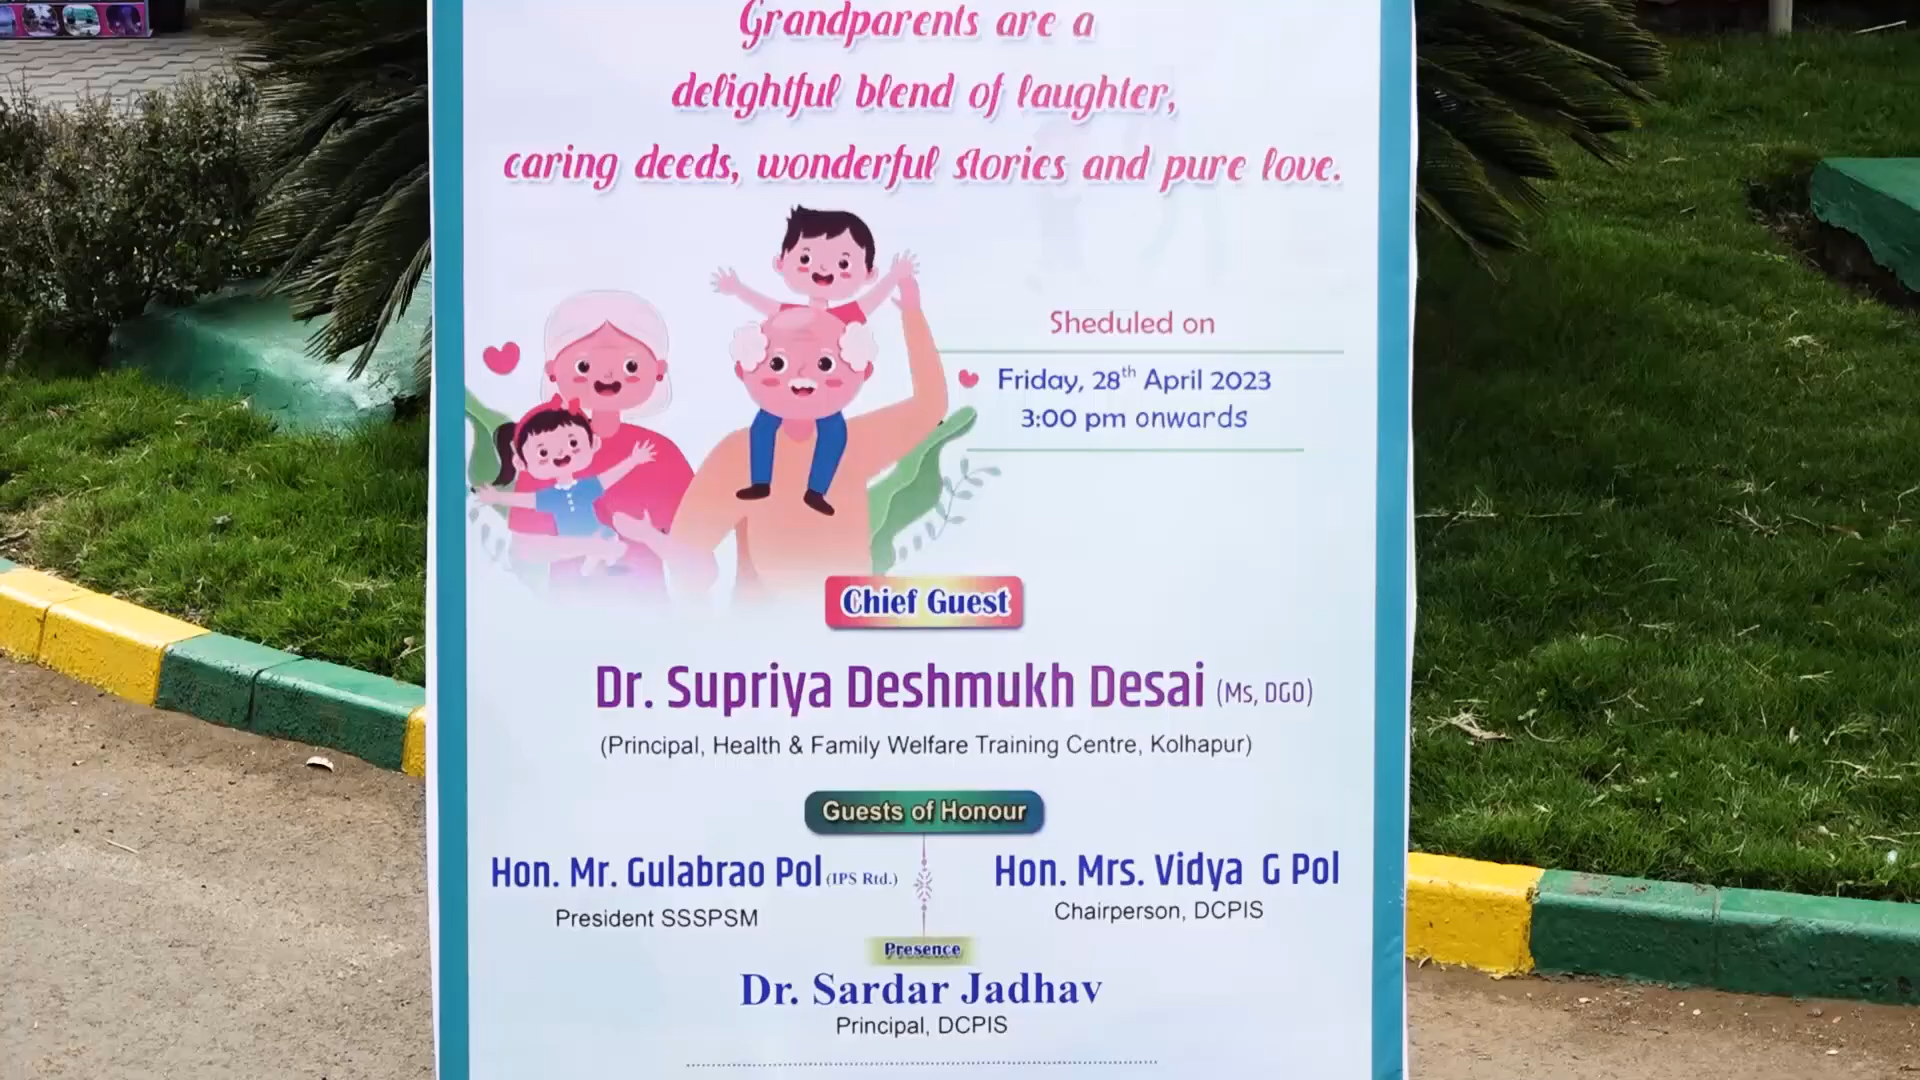 Grandparents are a
delightful blend of laughter,
caring deeds, wonderful stories and pure love.
Sheduled on
Friday, 28th April 2023
3:00 pm onwards
Chief Guest
Dr. Supriya Deshmukh Desai (Ms, DGO)
(Principal, Health & Family Welfare Training Centre, Kolhapur)
Guests of Honour
Hon. Mr. Gulabrao Pol (IPS Rtd.)
President SSSPSM
Hon. Mrs. Vidya G Pol
Chairperson, DCPIS
Presence
Dr. Sardar Jadhav
Principal, DCPIS